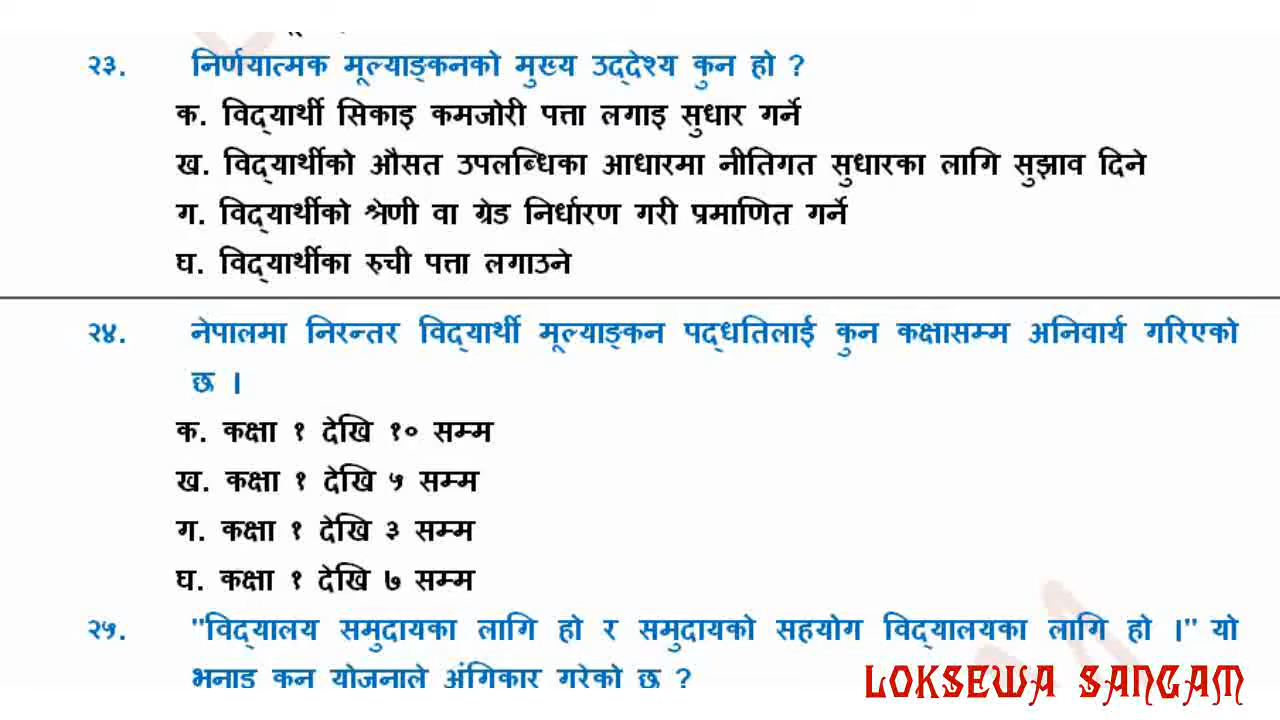 २३. निर्णयात्मक मूल्याङ्कनको मुख्य उद्देश्य कुन हो ?
क. विद्यार्थी सिकाइ कमजोरी पत्ता लगाइ सुधार गर्ने
ख. विद्यार्थीको औसत उपलब्धिका आधारमा नीतिगत सुधारका लागि सुझाव दिने
ग. विद्यार्थीको श्रेणी वा ग्रेड निर्धारण गरी प्रमाणित गर्ने
घ. विद्यार्थीका रुची पत्ता लगाउने
२४. नेपालमा निरन्तर विद्यार्थी मूल्याङ्कन पद्धतिलाई कुन कक्षासम्म अनिवार्य गरिएको
छ ।
क. कक्षा १ देखि १० सम्म
ख. कक्षा १ देखि ५ सम्म
ग. कक्षा १ देखि ३ सम्म
घ. कक्षा १ देखि ७ सम्म
२५. "विद्यालय समुदायका लागि हो र समुदायको सहयोग विद्यालयका लागि हो ।" यो
भनाइ कुन योजनाले अंगिकार गरेको छ ?
LOKSEWA SANGAM